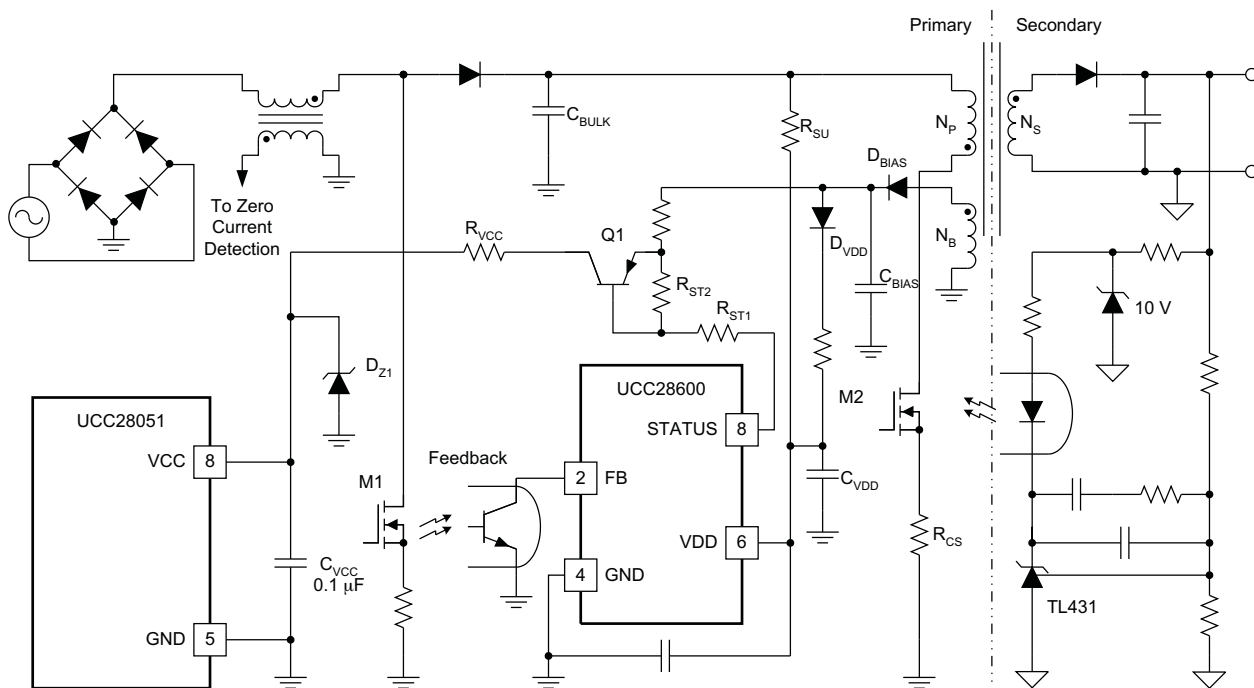 Primary
Secondary
C_BULK
R_SU
N_P
N_S
D_BIAS
To Zero
Current
Detection
R_VCC
Q1
D_VDD
N_B
R_ST2
C_BIAS
R_ST1
10 V
D_Z1
UCC28051
UCC28600
M2
STATUS
8
VCC
8
Feedback
M1
2
FB
C_VDD
VDD
6
R_CS
C_VCC
0.1 μF
4
GND
TL431
GND
5